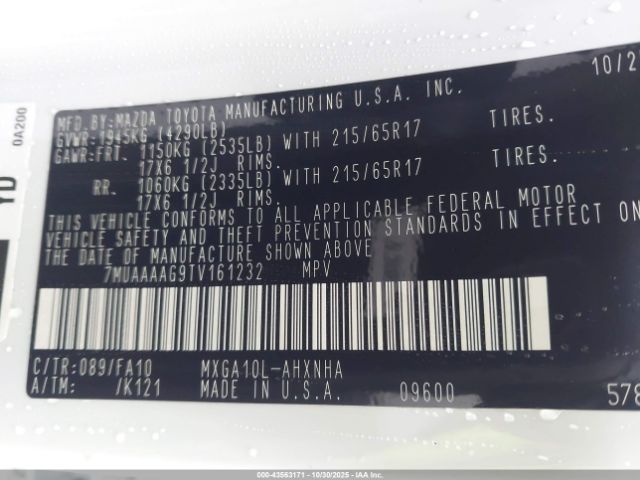 MFD.BY:MAZDA TOYOTA MANUFACTURING U.S.A. INC. 10/2
GVWR:1945KG (4290LB)
GAWR:FRT. 1150KG (2535LB) WITH 215/65R17 TIRES.
17X6 1/2J RIMS.
RR. 1060KG (2335LB) WITH 215/65R17 TIRES.
17X6 1/2J RIMS.
THIS VEHICLE CONFORMS TO ALL APPLICABLE FEDERAL MOTOR
VEHICLE SAFETY AND THEFT PREVENTION STANDARDS IN EFFECT ON
THE DATE OF MANUFACTURE SHOWN ABOVE
7MUAAAAG9TV161232 MPV
C/TR:089/FA10 MXGA10L-AHXNHA
A/TM: /K121 MADE IN U.S.A. 09600 578
0A200
YD
000-43563171 - 10/30/2025 - IAAI.com